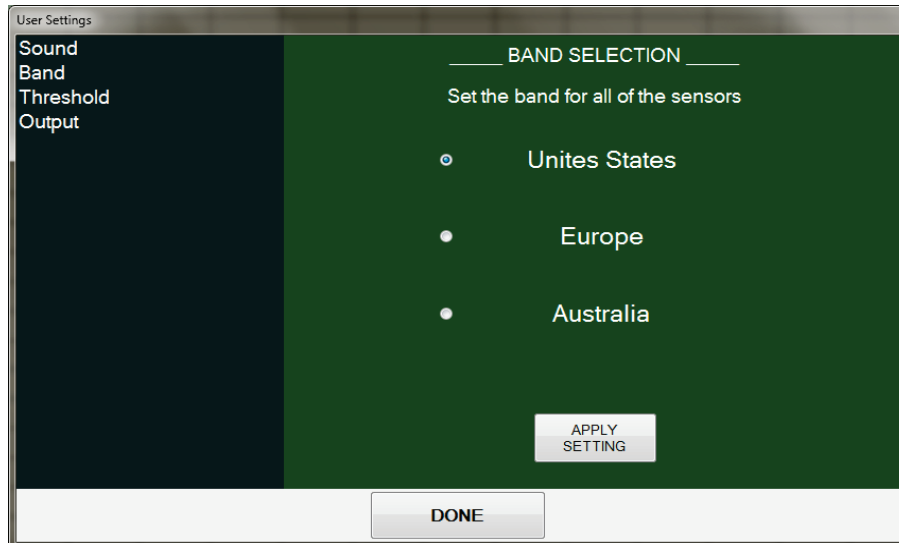 User Settings
Sound
Band
Threshold
Output
_____ BAND SELECTION _____
Set the band for all of the sensors
Unites States
Europe
Australia
APPLY
SETTING
DONE